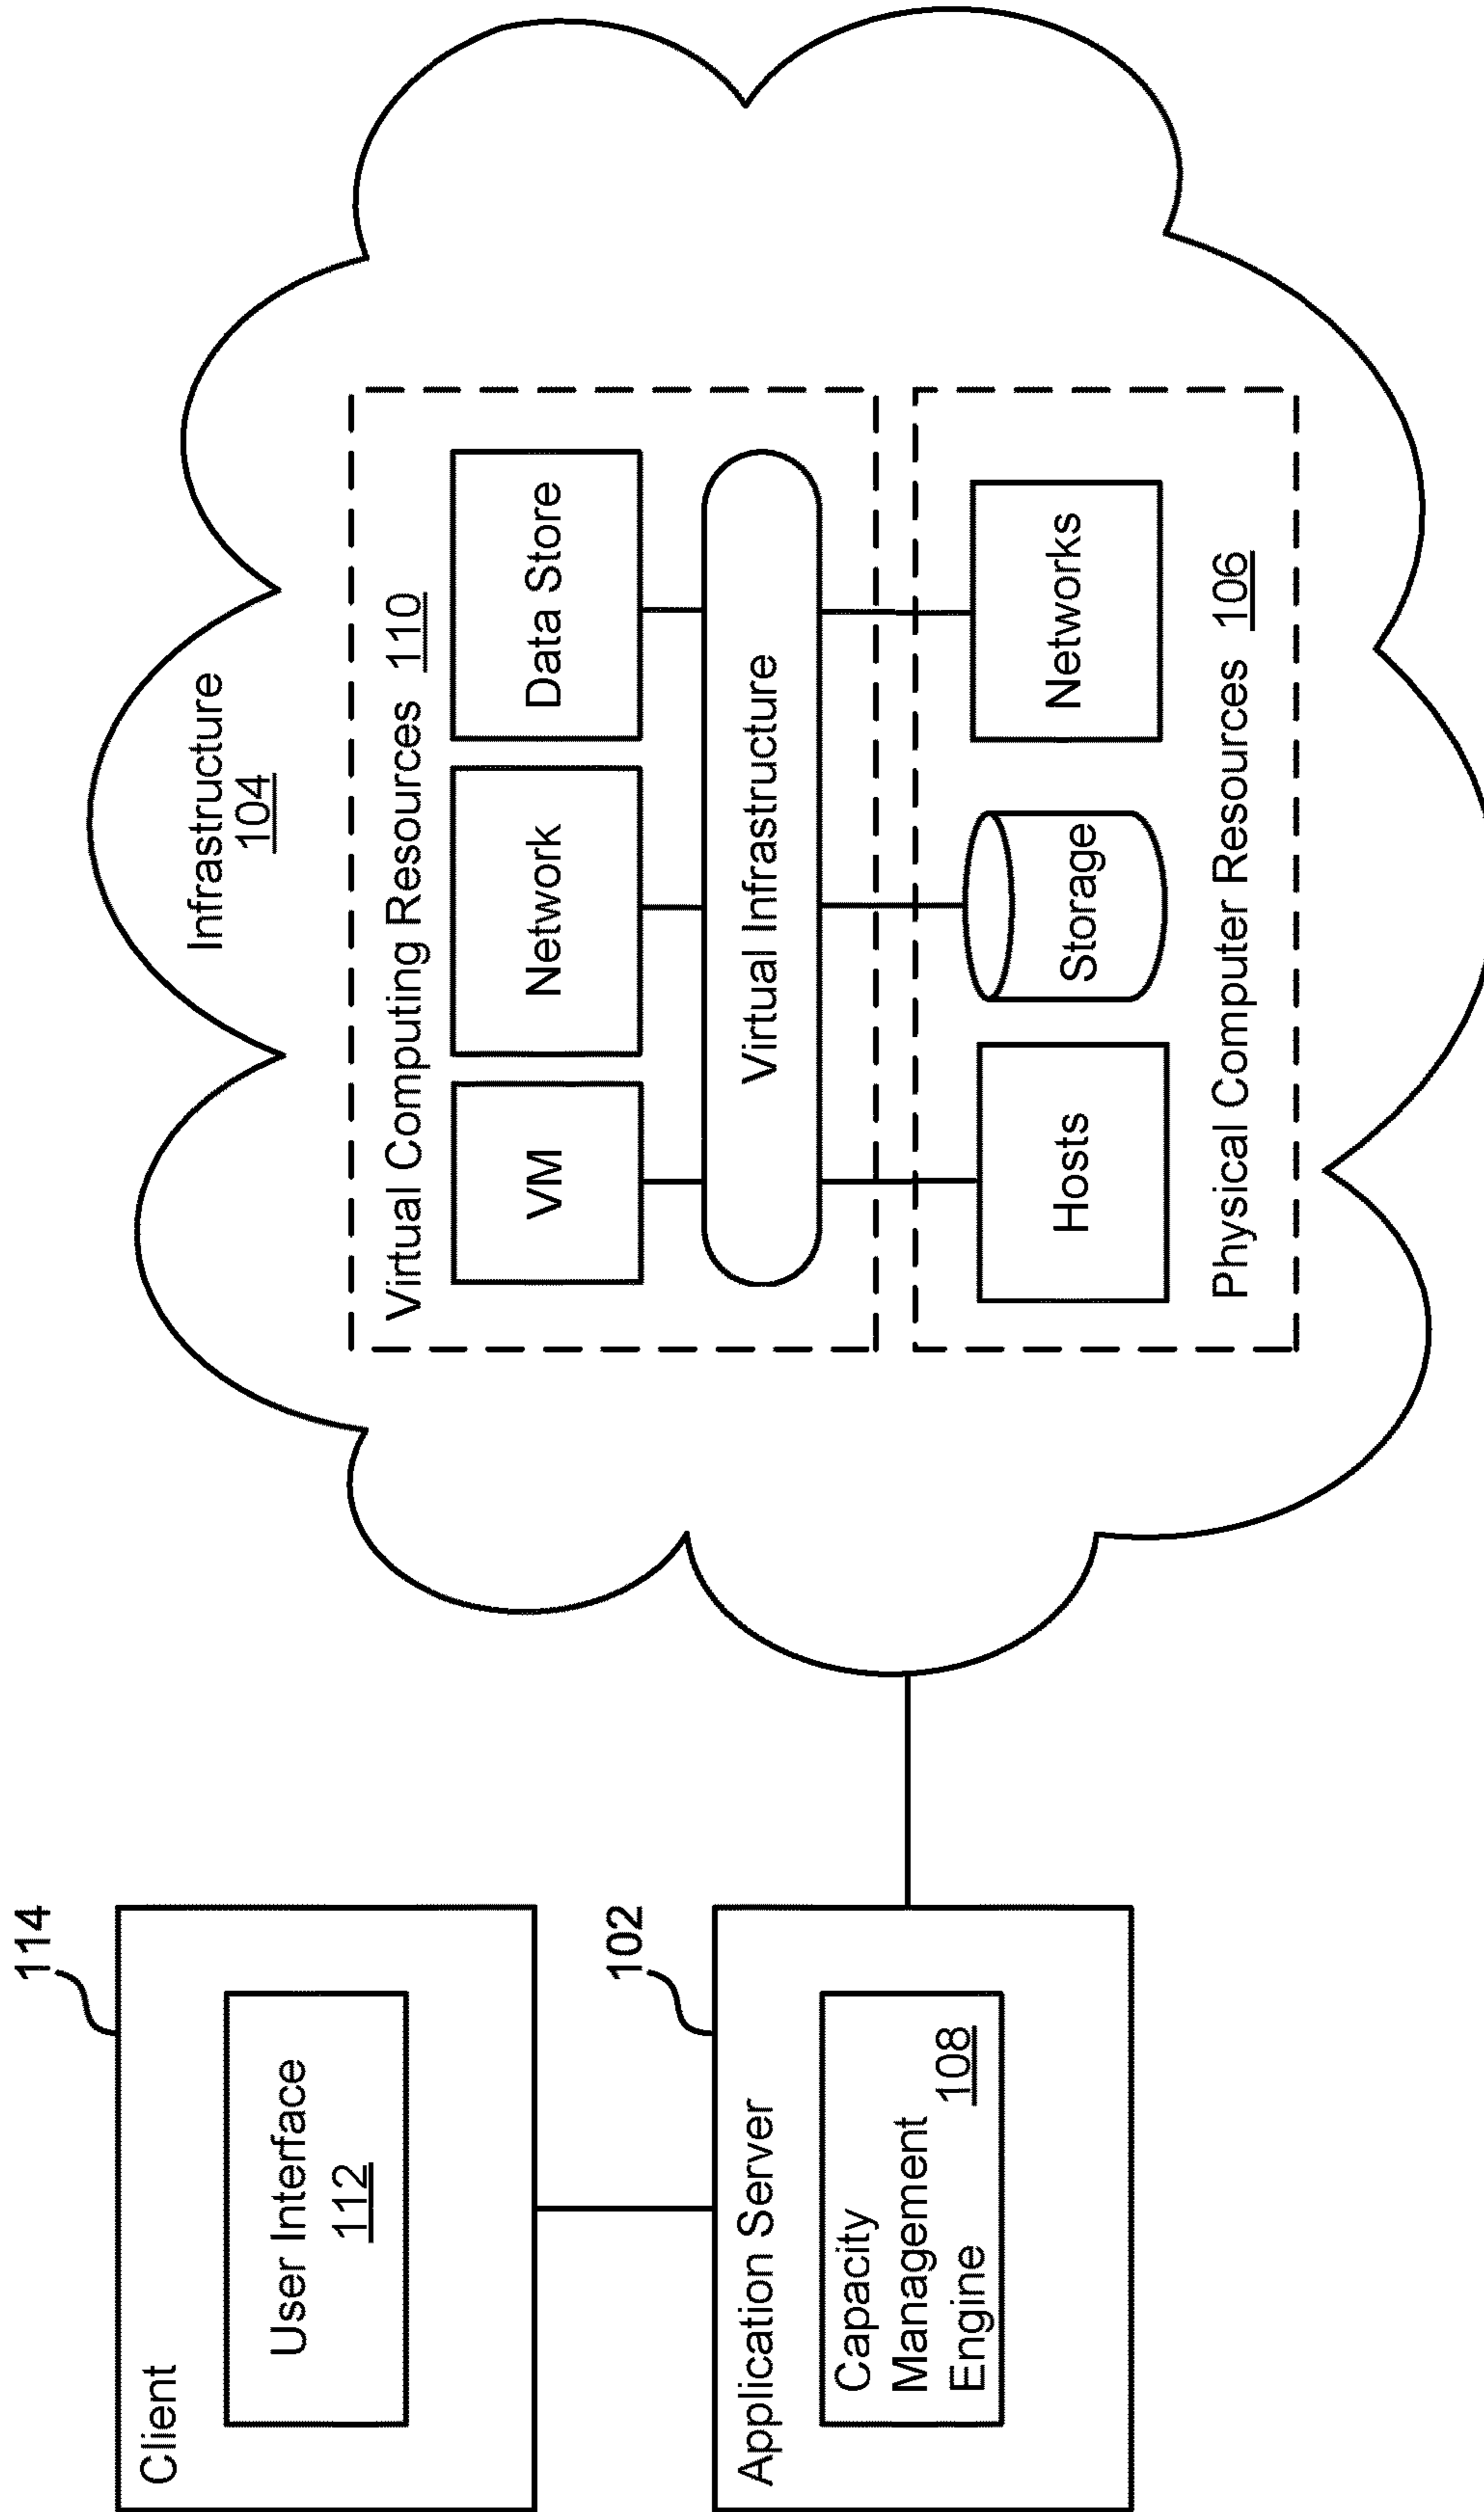 114
Client
User Interface
112
102
Application Server
Capacity
Management
Engine
108
Infrastructure
104
Virtual Computing Resources 110
VM
Network
Data Store
Virtual Infrastructure
Hosts
Storage
Networks
Physical Computer Resources 106